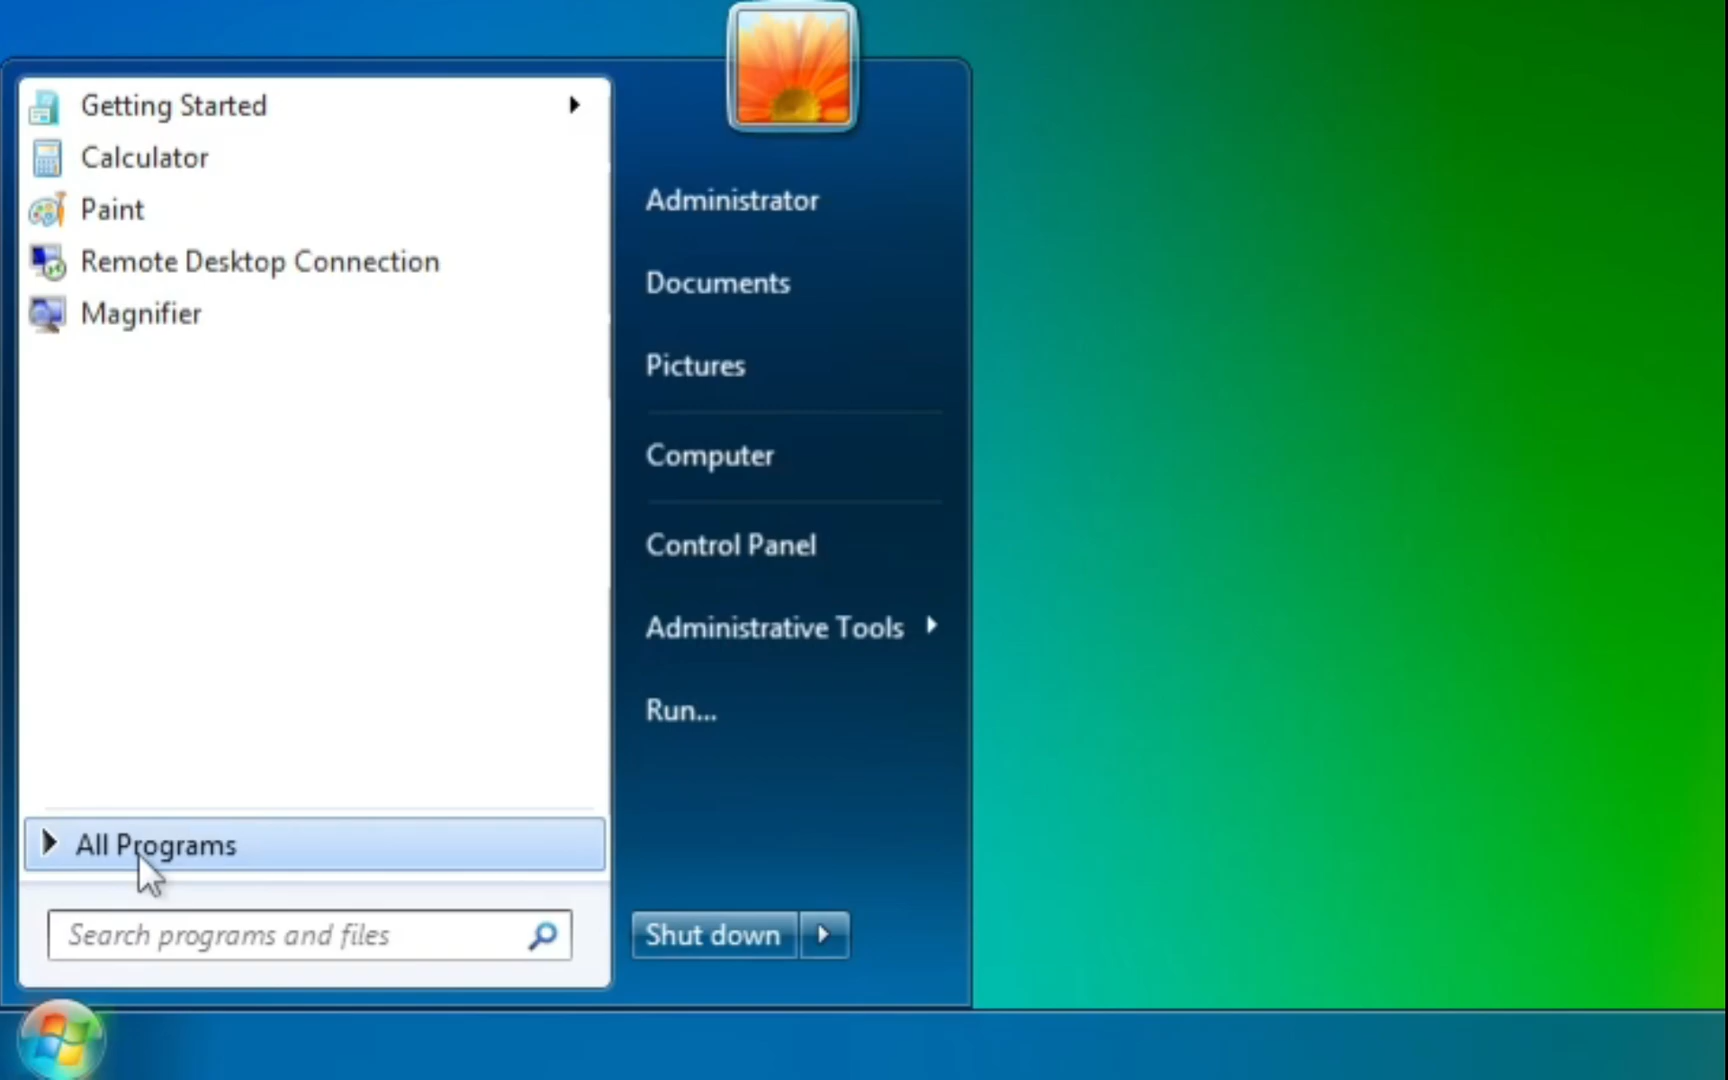 Getting Started
Calculator
Paint
Remote Desktop Connection
Magnifier
All Programs
Search programs and files
Administrator
Documents
Pictures
Computer
Control Panel
Administrative Tools
Run...
Shut down